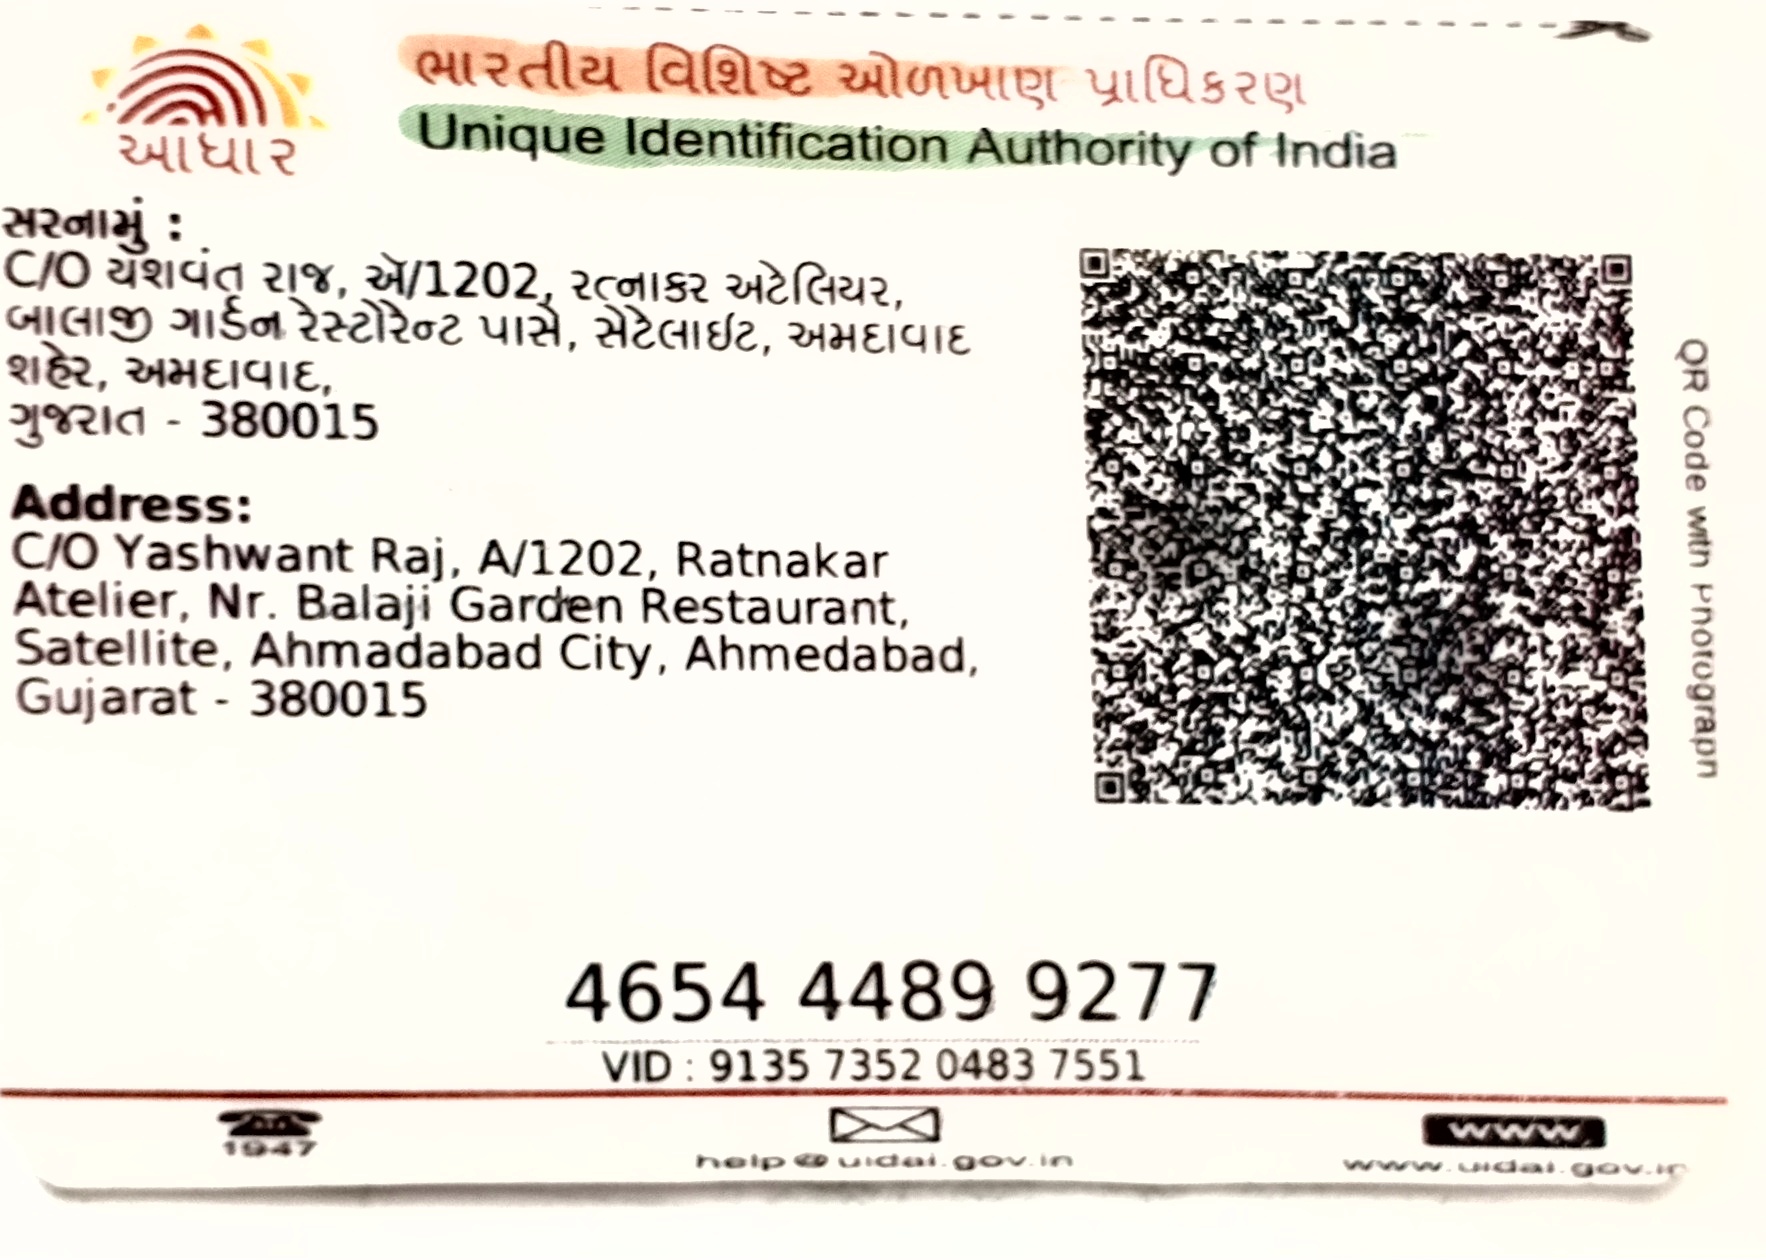 આધાર
ભારતીય વિશિષ્ટ ઓળખાણ પ્રાધિકરણ
Unique Identification Authority of India
સરનામું :
C/O યશવંત રાજ, એ/1202, રત્નાકર અટેલિયર,
બાલાજી ગાર્ડન રેસ્ટોરેન્ટ પાસે, સેટેલાઇટ, અમદાવાદ
શહેર, અમદાવાદ,
ગુજરાત - 380015
Address:
C/O Yashwant Raj, A/1202, Ratnakar
Atelier, Nr. Balaji Garden Restaurant,
Satellite, Ahmadabad City, Ahmedabad,
Gujarat - 380015
QR Code with Photograph
4654 4489 9277
VID : 9135 7352 0483 7551
1947
help@uidai.gov.in
www
www.uidai.gov.in